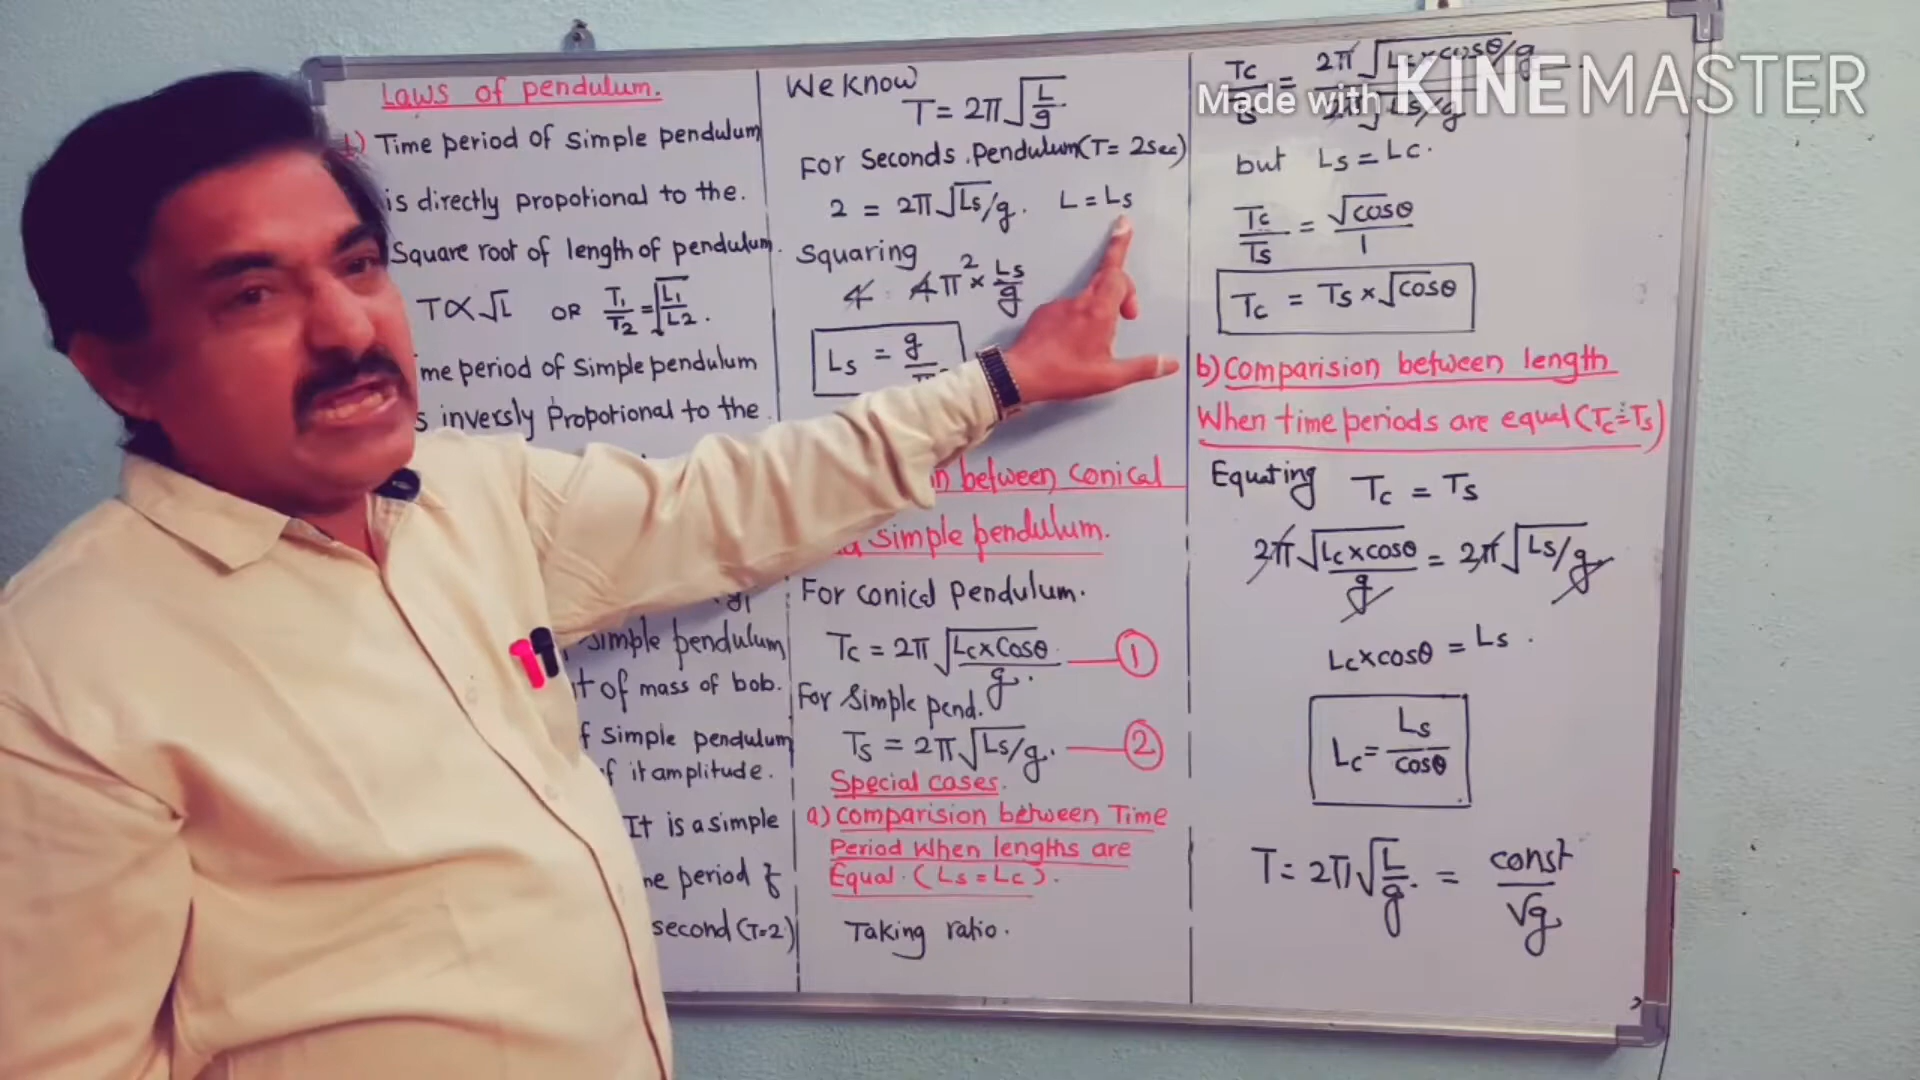 Laws of pendulum.
1) Time period of simple pendulum
is directly propotional to the.
Square root of length of pendulum.
T∝√L OR T₁/T₂ = √L₁/L₂.
me period of simple pendulum
s inversly Propotional to the
simple pendulum
t of mass of bob.
f simple pendulum
f it amplitude.
It is a simple
ne period of
second (T=2)
We Know
T = 2π√L/g.
For Seconds Pendulum (T= 2sec)
2 = 2π√Ls/g. L = Ls
Squaring
4 4π² × Ls/g
Ls = g
n between conical
simple pendulum.
For conical pendulum.
Tc = 2π√Lc×Cosθ/g. ①
For Simple pend.
Ts = 2π√Ls/g. ②
Special cases.
a) Comparision between Time
Period When lengths are
Equal. (Ls = Lc).
Taking ratio.
Made with KINEMASTER
Tc = 2π√Lc×cosθ/g
but Ls = Lc.
Tc/Ts = √cosθ/1
Tc = Ts × √cosθ
b) Comparision between length
When time periods are equal (Tc = Ts)
Equating Tc = Ts
2π√Lc×cosθ/g = 2π√Ls/g
Lc×cosθ = Ls.
Lc = Ls/cosθ
T = 2π√L/g. = const/√g